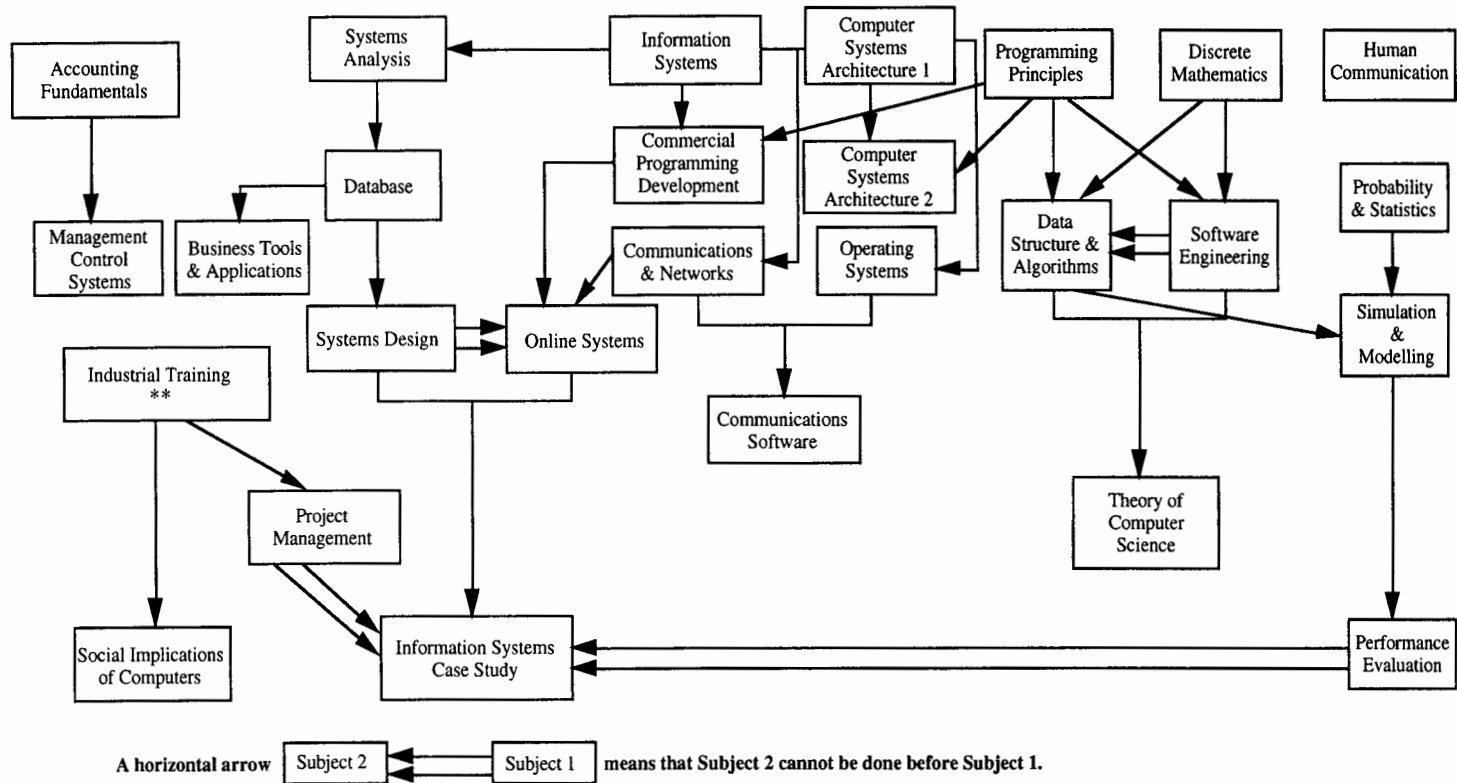 Accounting
Fundamentals
Systems
Analysis
Information
Systems
Computer
Systems
Architecture 1
Programming
Principles
Discrete
Mathematics
Human
Communication
Commercial
Programming
Development
Computer
Systems
Architecture 2
Database
Probability
& Statistics
Management
Control
Systems
Business Tools
& Applications
Communications
& Networks
Operating
Systems
Data
Structure &
Algorithms
Software
Engineering
Systems Design
Online Systems
Simulation
&
Modelling
Industrial Training
**
Communications
Software
Project
Management
Theory of
Computer
Science
Social Implications
of Computers
Information Systems
Case Study
Performance
Evaluation
A horizontal arrow Subject 2 Subject 1 means that Subject 2 cannot be done before Subject 1.